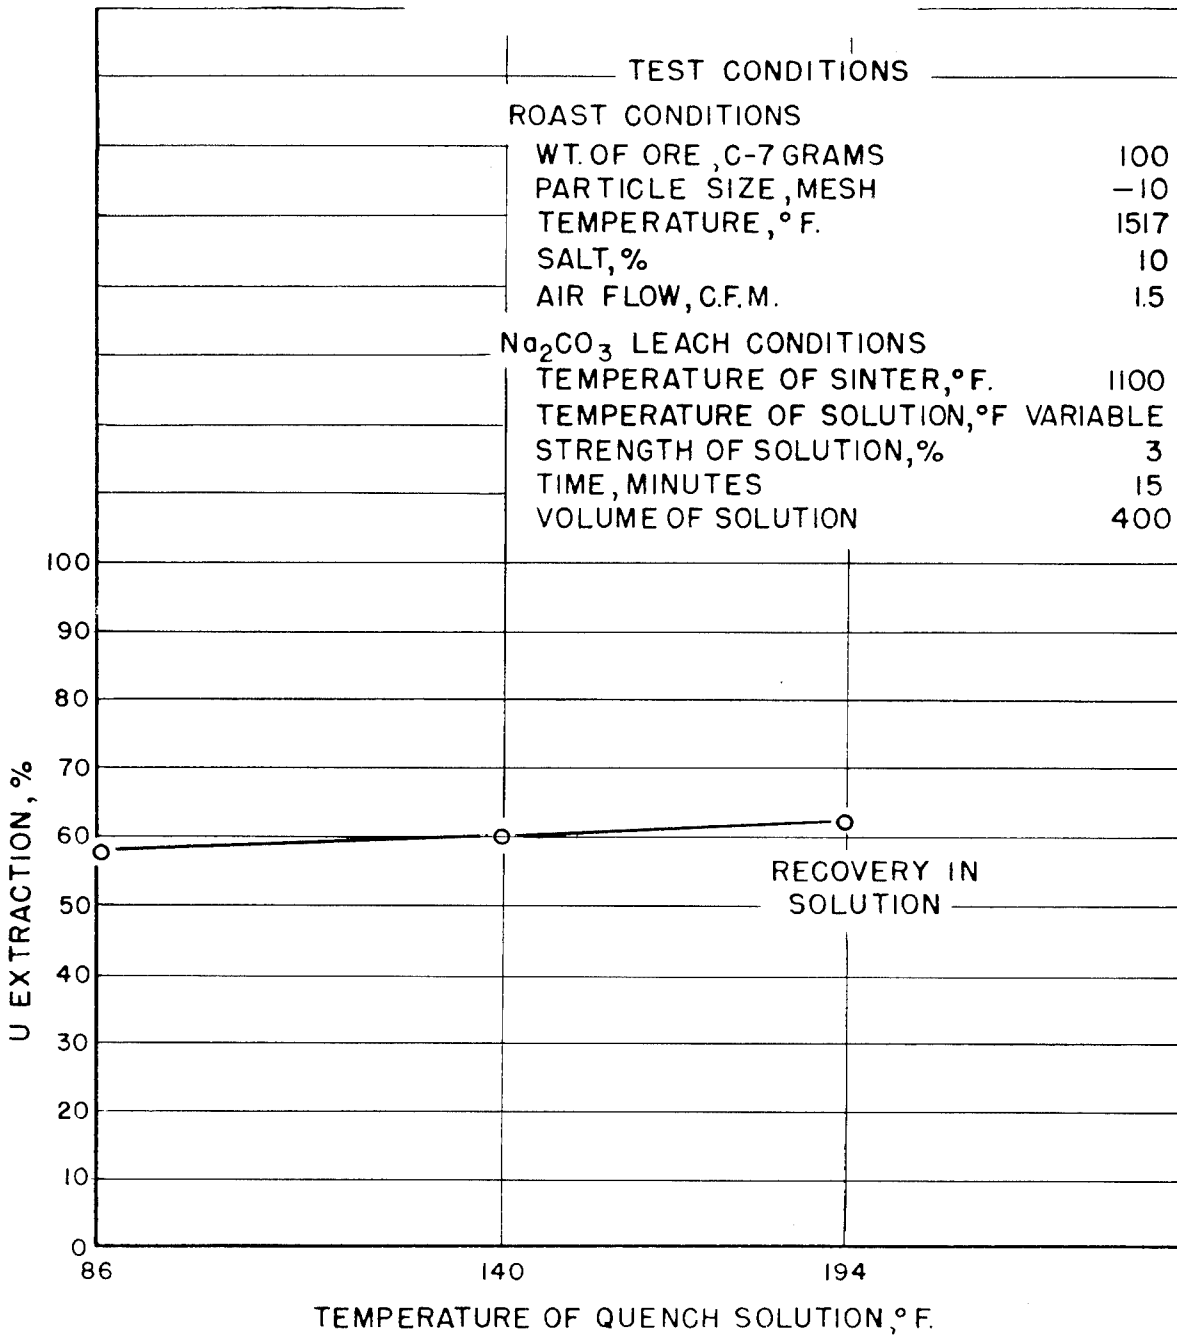 TEST CONDITIONS
ROAST CONDITIONS
WT. OF ORE, C-7 GRAMS 100
PARTICLE SIZE, MESH -10
TEMPERATURE, °F. 1517
SALT, % 10
AIR FLOW, C.F.M. 1.5
Na₂CO₃ LEACH CONDITIONS
TEMPERATURE OF SINTER, °F. 1100
TEMPERATURE OF SOLUTION, °F VARIABLE
STRENGTH OF SOLUTION, % 3
TIME, MINUTES 15
VOLUME OF SOLUTION 400
100
90
80
70
60
50
40
30
20
10
0
U EXTRACTION, %
RECOVERY IN
SOLUTION
86 140 194
TEMPERATURE OF QUENCH SOLUTION, °F.